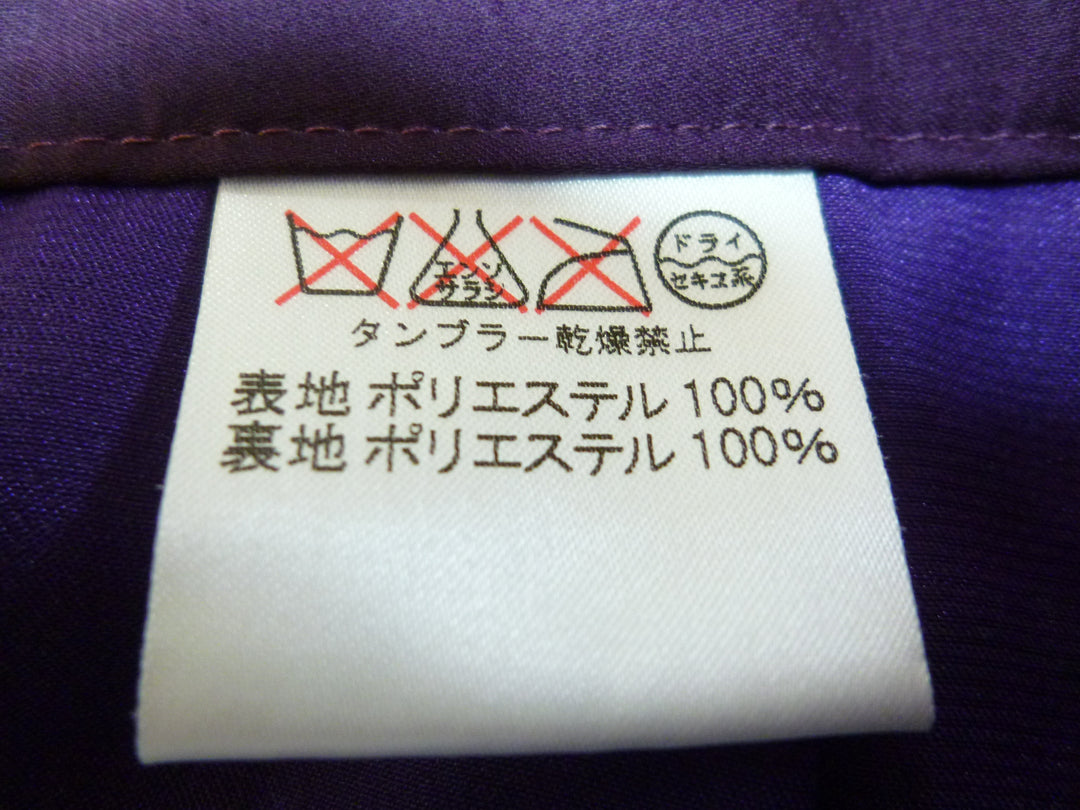 エンソ サラシ ドライ セキユ系
タンブラー乾燥禁止
表地 ポリエステル 100%
裏地 ポリエステル 100%